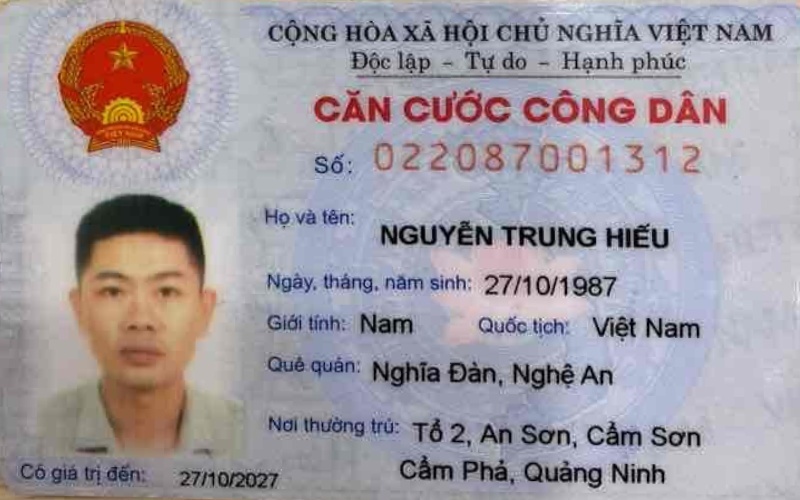 CỘNG HÒA XÃ HỘI CHỦ NGHĨA VIỆT NAM
Độc lập - Tự do - Hạnh phúc
CĂN CƯỚC CÔNG DÂN
Số: 022087001312
Họ và tên: NGUYỄN TRUNG HIẾU
Ngày, tháng, năm sinh: 27/10/1987
Giới tính: Nam Quốc tịch: Việt Nam
Quê quán: Nghĩa Đàn, Nghệ An
Nơi thường trú: Tổ 2, An Sơn, Cẩm Sơn
Cẩm Phả, Quảng Ninh
Có giá trị đến: 27/10/2027
VIỆT NAM